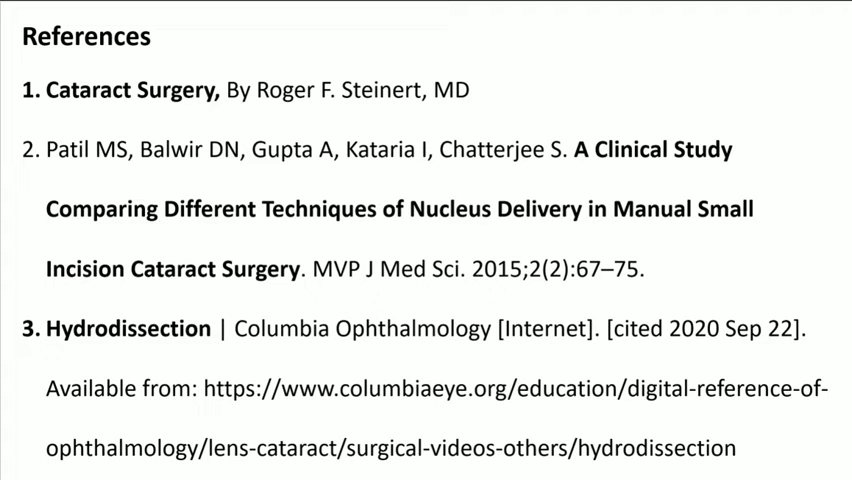 References
1. Cataract Surgery, By Roger F. Steinert, MD
2. Patil MS, Balwir DN, Gupta A, Kataria I, Chatterjee S. A Clinical Study
Comparing Different Techniques of Nucleus Delivery in Manual Small
Incision Cataract Surgery. MVP J Med Sci. 2015;2(2):67–75.
3. Hydrodissection | Columbia Ophthalmology [Internet]. [cited 2020 Sep 22].
Available from: https://www.columbiaeye.org/education/digital-reference-of-
ophthalmology/lens-cataract/surgical-videos-others/hydrodissection